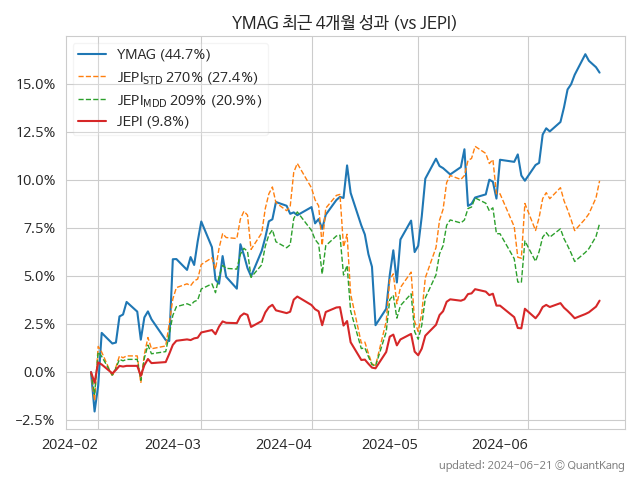 YMAG 최근 4개월 성과 (vs JEPI)
YMAG (44.7%)
JEPISTD 270% (27.4%)
JEPIMDD 209% (20.9%)
JEPI (9.8%)
15.0%
12.5%
10.0%
7.5%
5.0%
2.5%
0.0%
−2.5%
2024-02
2024-03
2024-04
2024-05
2024-06
updated: 2024-06-21 ⓒ QuantKang